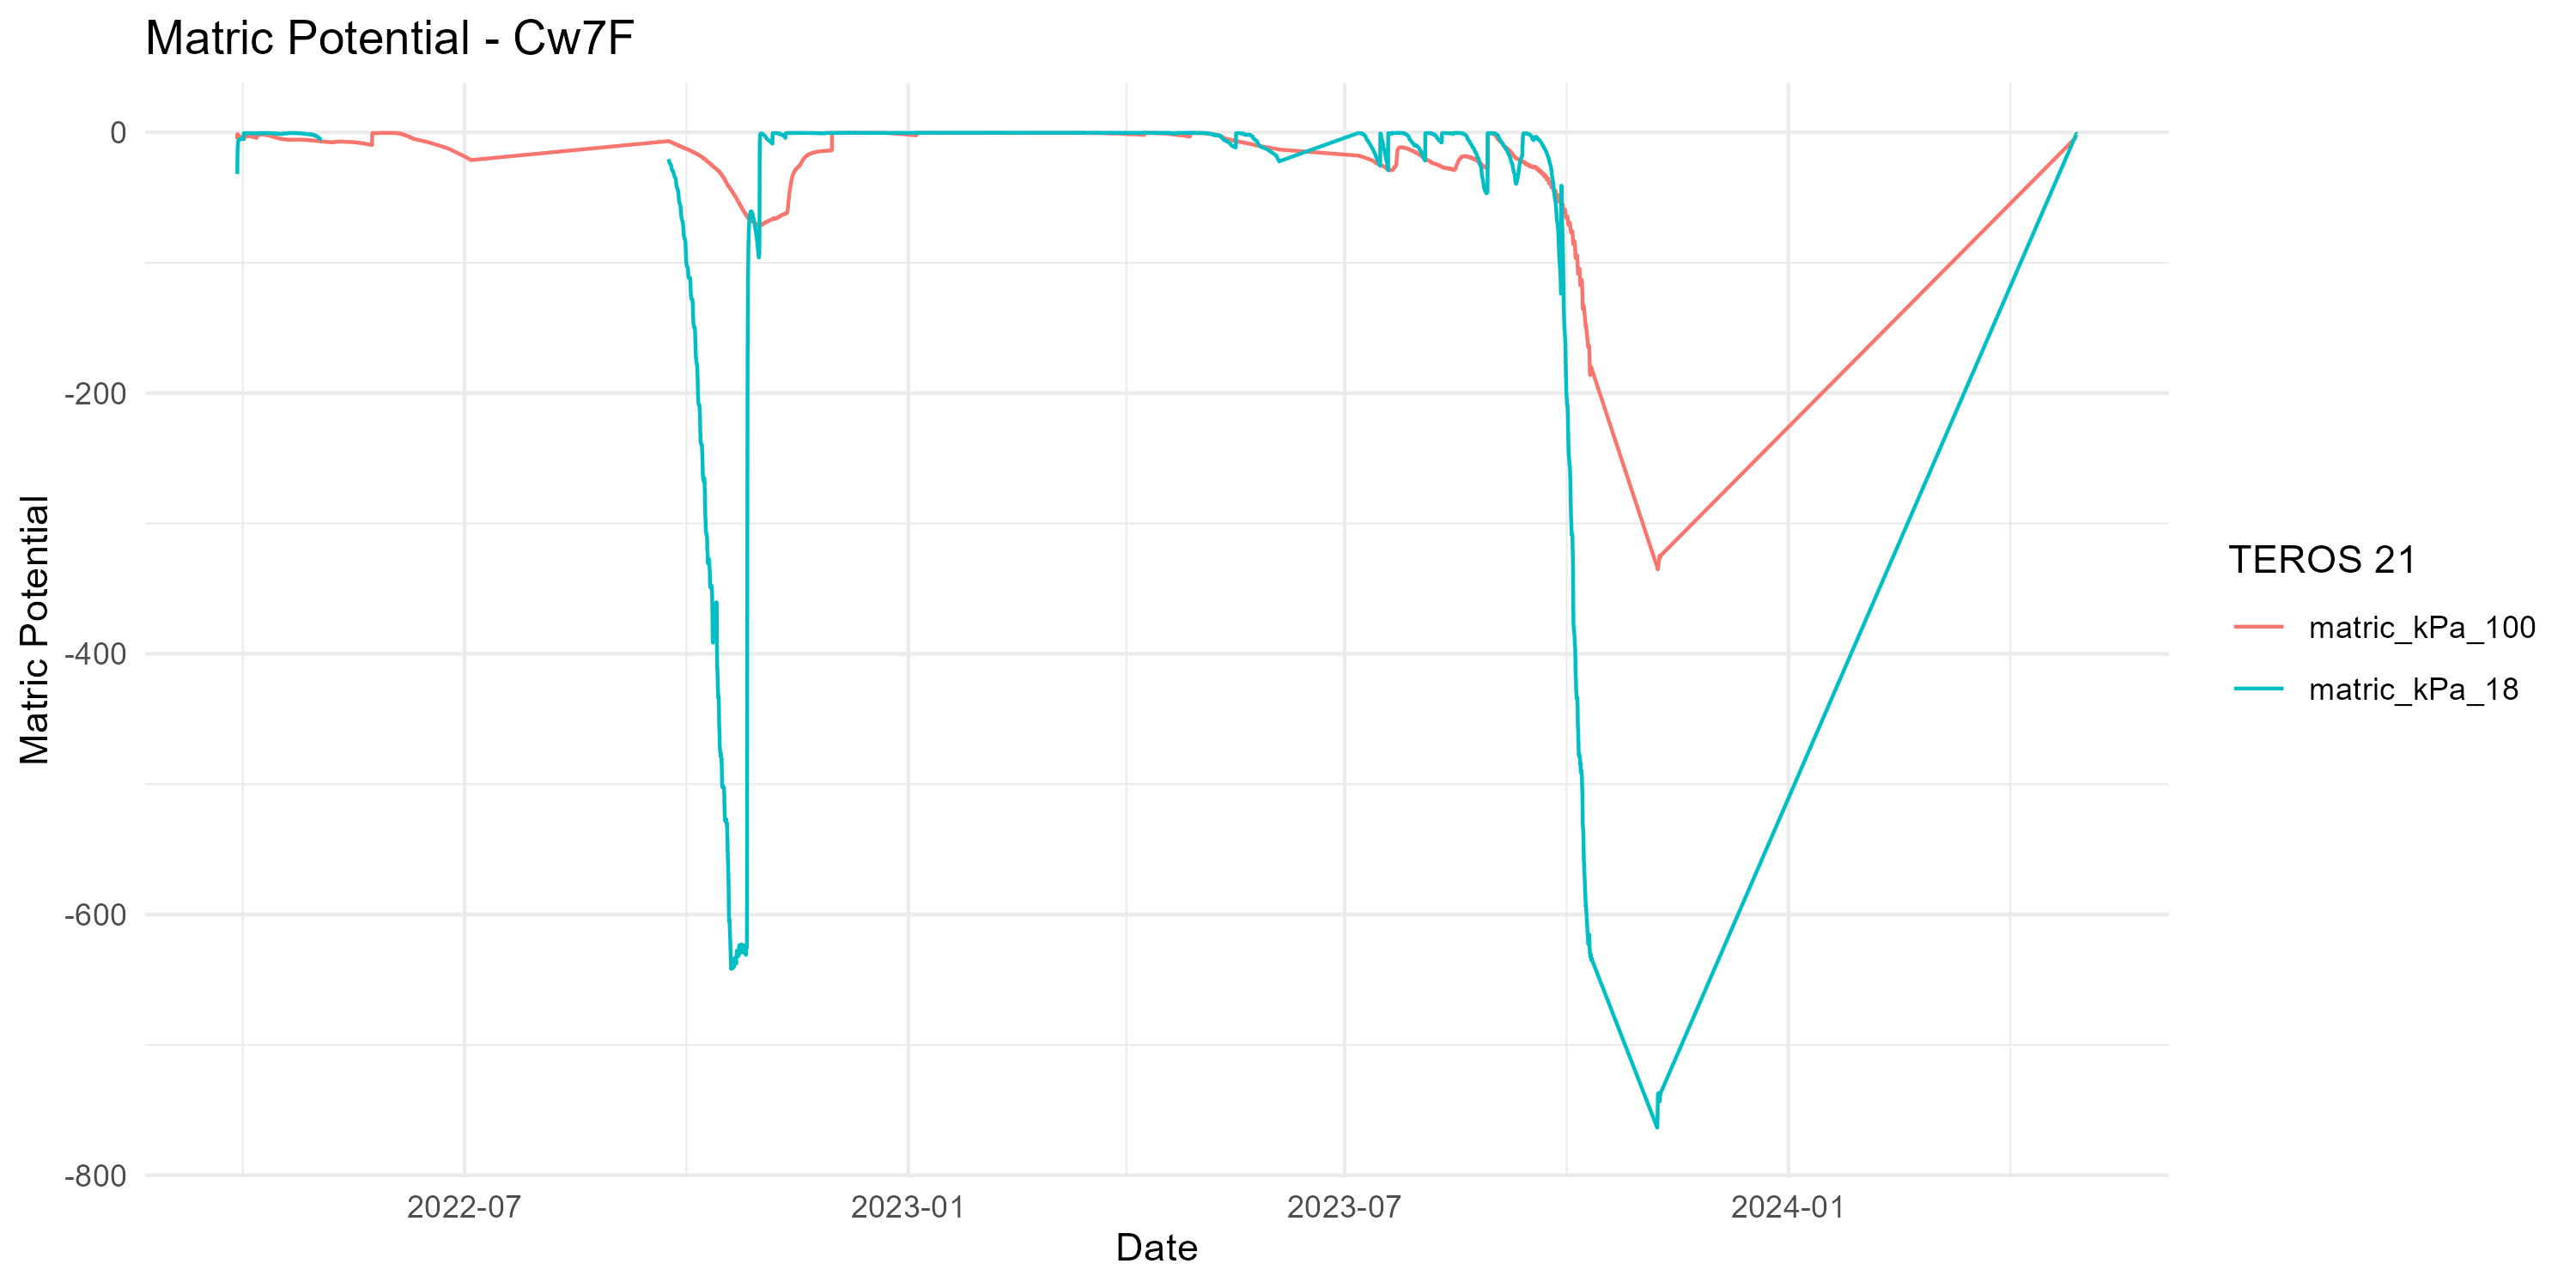 Matric Potential - Cw7F
0
-200
-400
-600
-800
Matric Potential
2022-07
2023-01
2023-07
2024-01
Date
TEROS 21
matric_kPa_100
matric_kPa_18